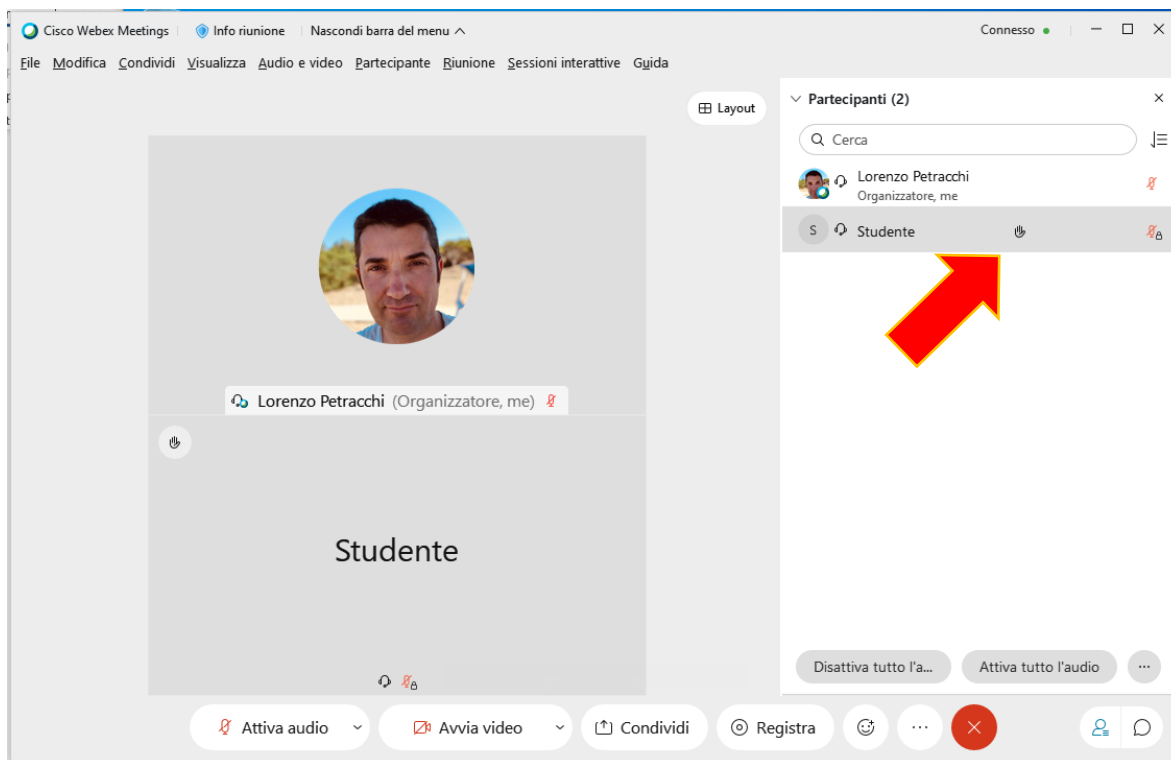 Cisco Webex Meetings Info riunione Nascondi barra del menu Connesso
File Modifica Condividi Visualizza Audio e video Partecipante Riunione Sessioni interattive Guida
Layout
Lorenzo Petracchi (Organizzatore, me)
Studente
Partecipanti (2)
Cerca
Lorenzo Petracchi
Organizzatore, me
S Studente
Disattiva tutto l'a... Attiva tutto l'audio ...
Attiva audio Avvia video Condividi Registra ...